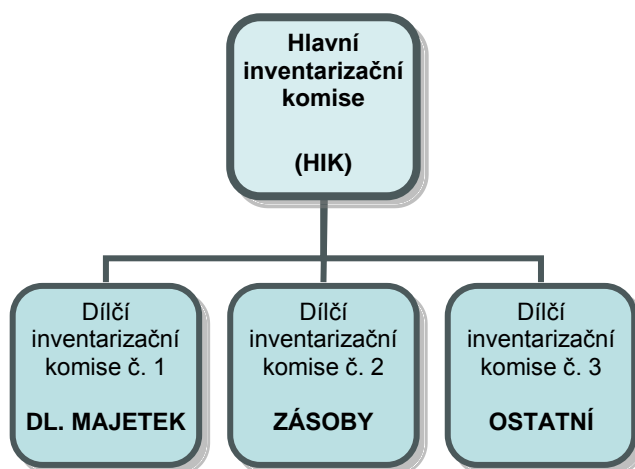 Hlavní
inventarizační
komise
(HIK)
Dílčí
inventarizační
komise č. 1
DL. MAJETEK
Dílčí
inventarizační
komise č. 2
ZÁSOBY
Dílčí
inventarizační
komise č. 3
OSTATNÍ